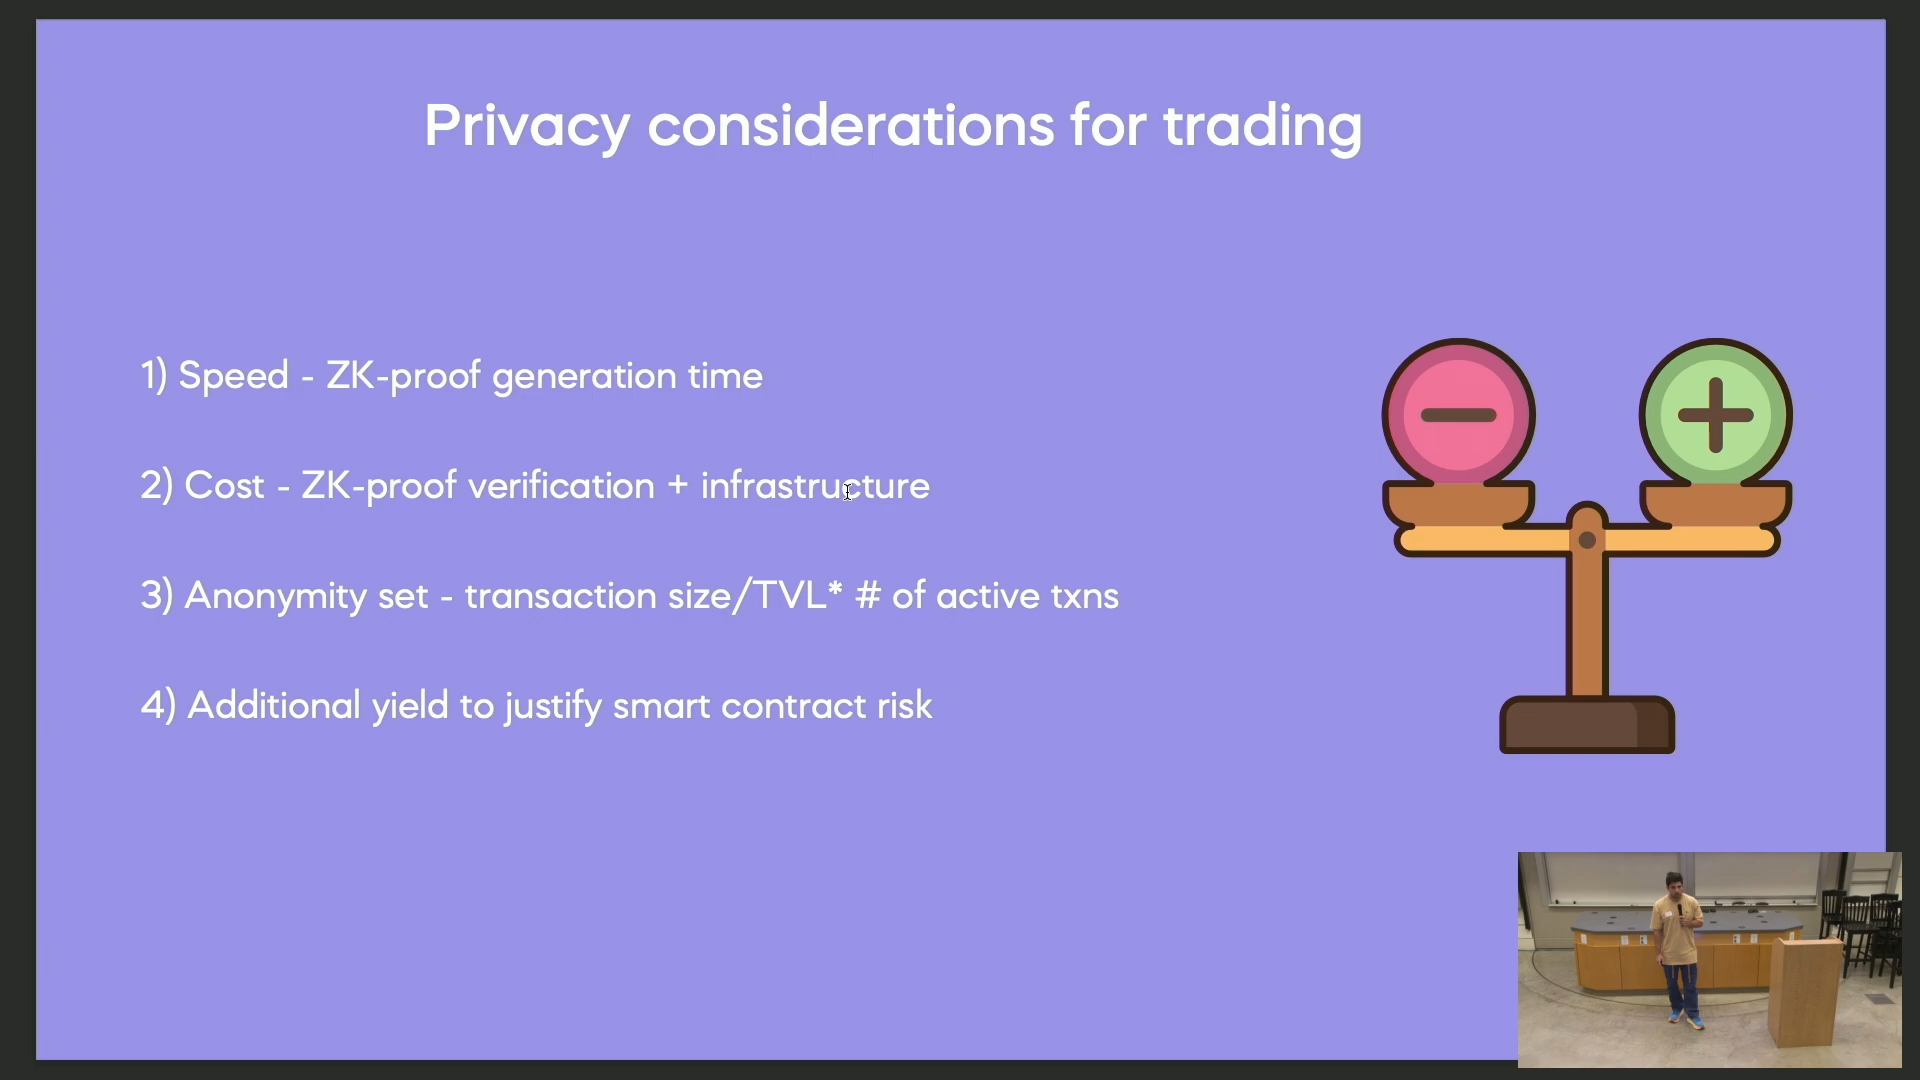 Privacy considerations for trading
1) Speed - ZK-proof generation time
2) Cost - ZK-proof verification + infrastructure
3) Anonymity set - transaction size/TVL* # of active txns
4) Additional yield to justify smart contract risk